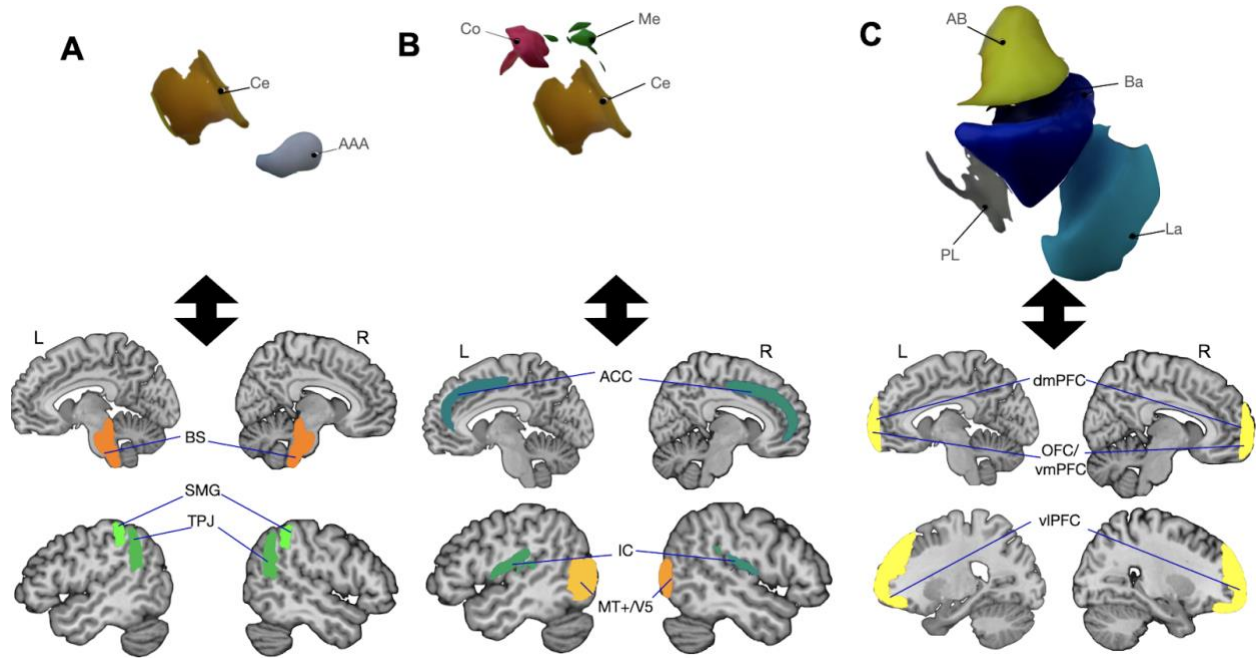 A
Ce
AAA
L
R
BS
SMG
TPJ
B
Co
Me
Ce
L
R
ACC
IC
MT+/V5
C
AB
Ba
PL
La
L
R
dmPFC
OFC/
vmPFC
vlPFC